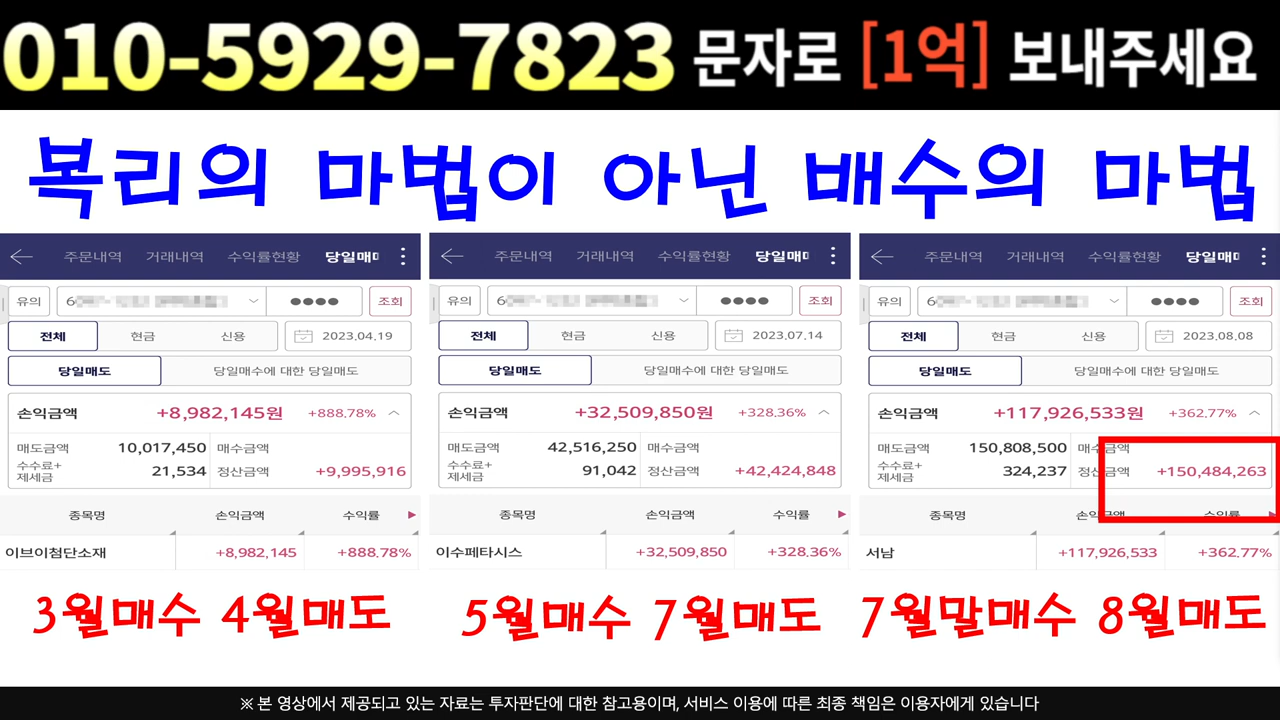 010-5929-7823 문자로 [1억] 보내주세요
복리의 마법이 아닌 배수의 마법
주문내역 거래내역 수익률현황 당일매
유의 6 ●●●● 조회
전체 현금 신용 2023.04.19
당일매도 당일매수에 대한 당일매도
손익금액 +8,982,145원 +888.78%
매도금액 10,017,450 매수금액
수수료+
제세금 21,534 정산금액 +9,995,916
종목명 손익금액 수익률
이브이첨단소재 +8,982,145 +888.78%
3월매수 4월매도
주문내역 거래내역 수익률현황 당일매
유의 6 ●●●● 조회
전체 현금 신용 2023.07.14
당일매도 당일매수에 대한 당일매도
손익금액 +32,509,850원 +328.36%
매도금액 42,516,250 매수금액
수수료+
제세금 91,042 정산금액 +42,424,848
종목명 손익금액 수익률
이수페타시스 +32,509,850 +328.36%
5월매수 7월매도
주문내역 거래내역 수익률현황 당일매
유의 6 ●●●● 조회
전체 현금 신용 2023.08.08
당일매도 당일매수에 대한 당일매도
손익금액 +117,926,533원 +362.77%
매도금액 150,808,500 매수금액
수수료+
제세금 324,237 정산금액 +150,484,263
종목명 손익금액 수익률
서남 +117,926,533 +362.77%
7월말매수 8월매도
※ 본 영상에서 제공되고 있는 자료는 투자판단에 대한 참고용이며, 서비스 이용에 따른 최종 책임은 이용자에게 있습니다